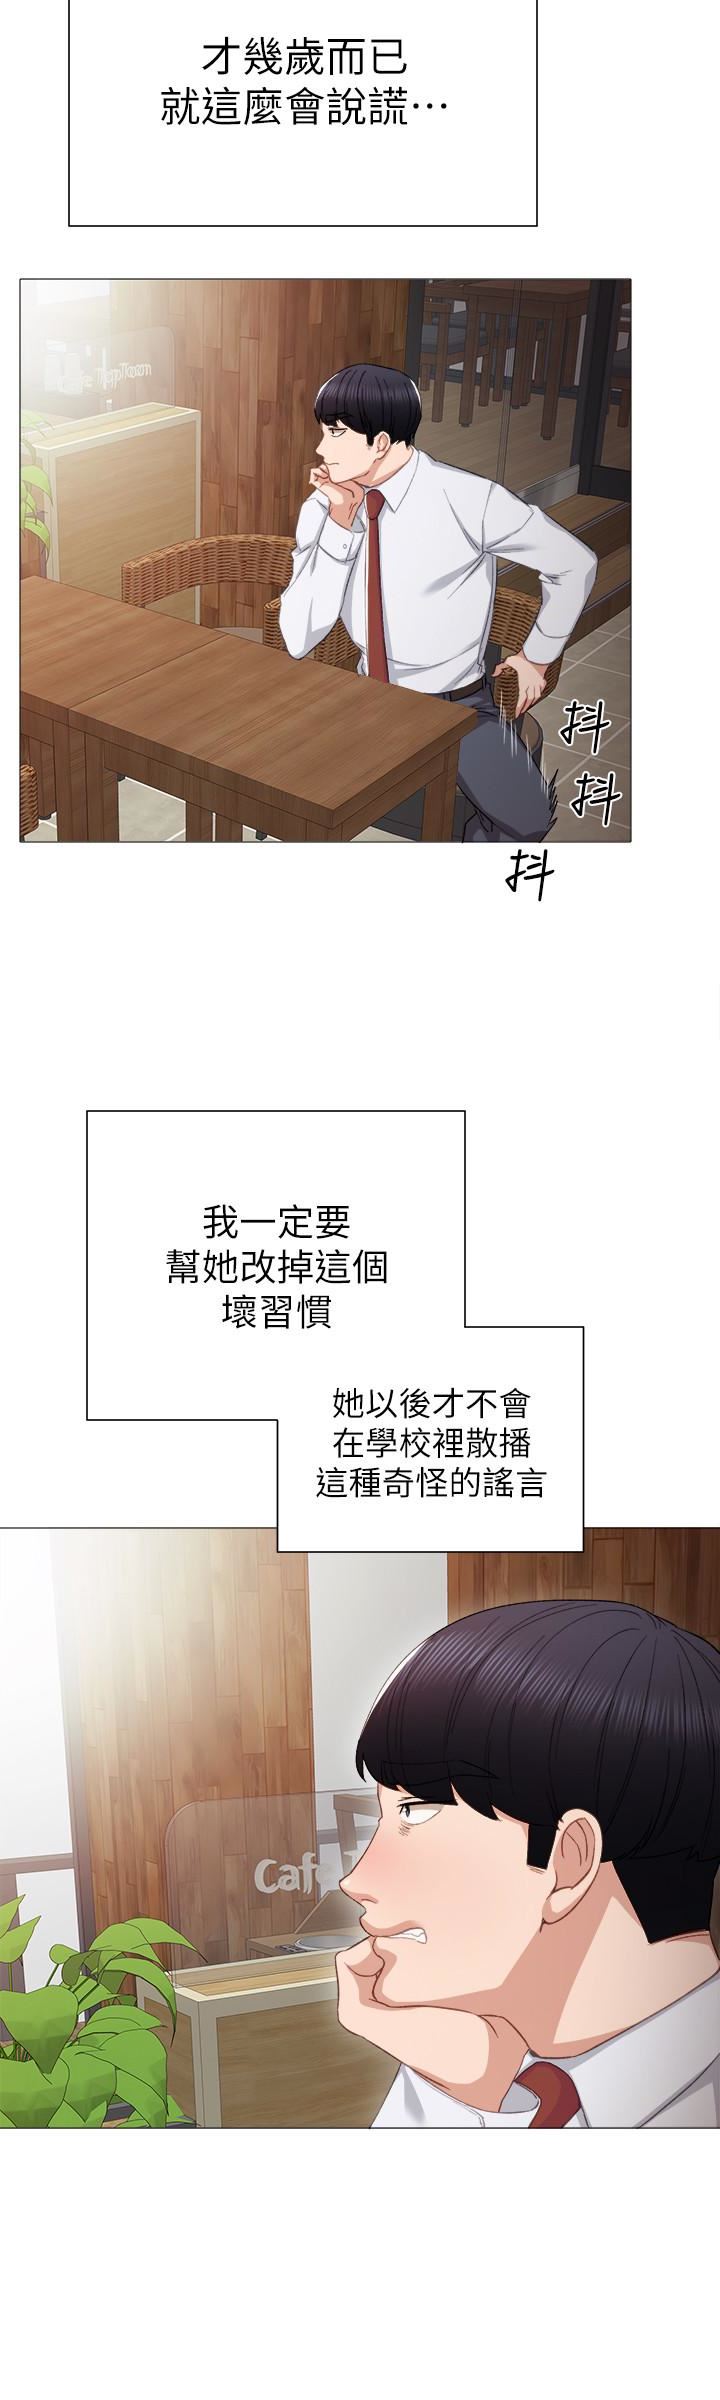 才幾歲而已
就這麼會說謊…
Cafe TopToon
抖
抖
抖
我一定要
幫她改掉這個
壞習慣
她以後才不會
在學校裡散播
這種奇怪的謠言
Cafe